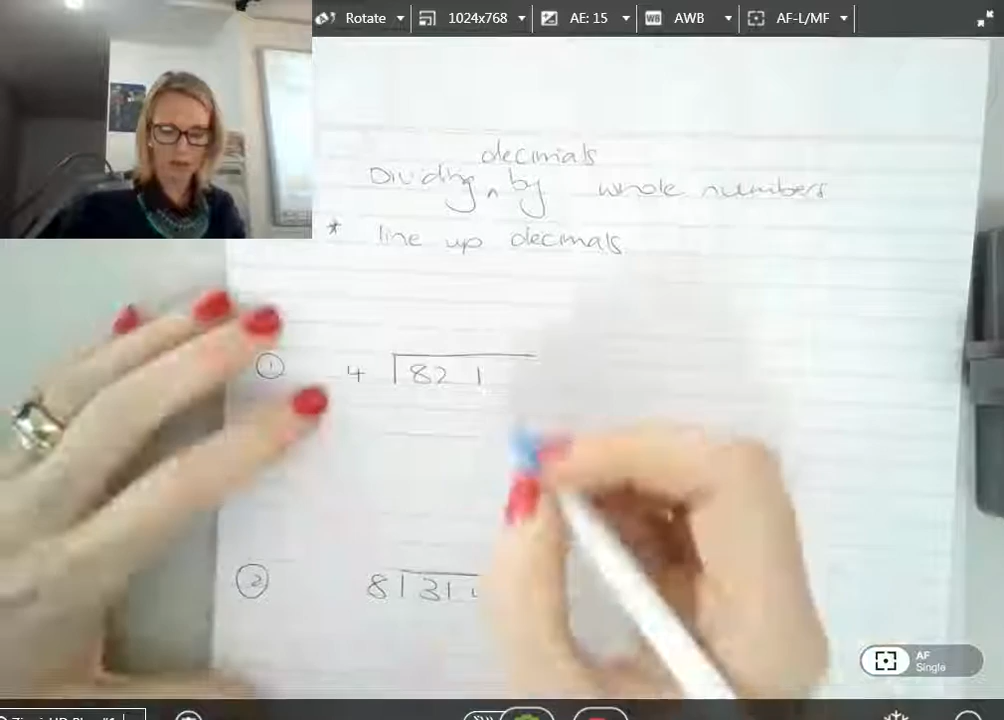 Rotate 1024x768 AE: 15 WB AWB AF-L/MF
decimals
Dividing ^ by whole numbers
* line up decimals
① 4 82 1
② 8 31
AF
Single